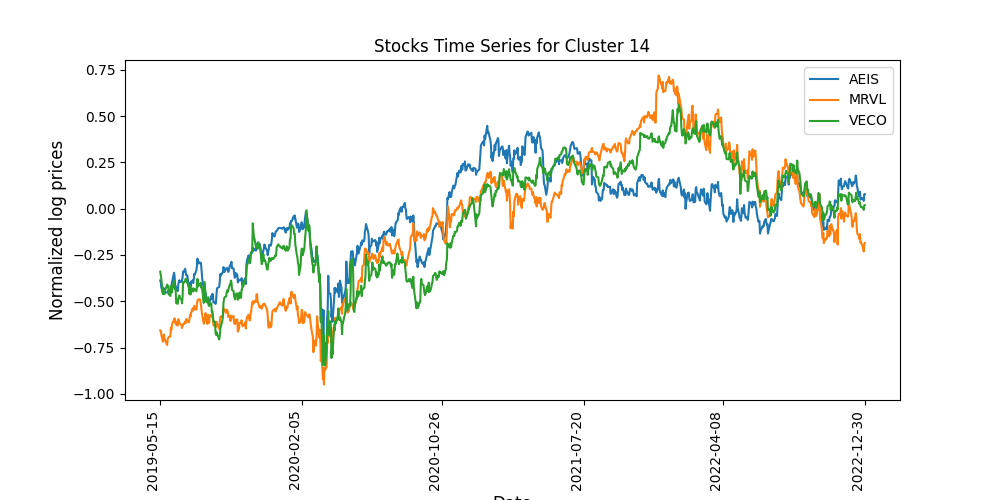 Stocks Time Series for Cluster 14
Normalized log prices
0.75
0.50
0.25
0.00
−0.25
−0.50
−0.75
−1.00
AEIS
MRVL
VECO
2019-05-15
2020-02-05
2020-10-26
2021-07-20
2022-04-08
2022-12-30
Date